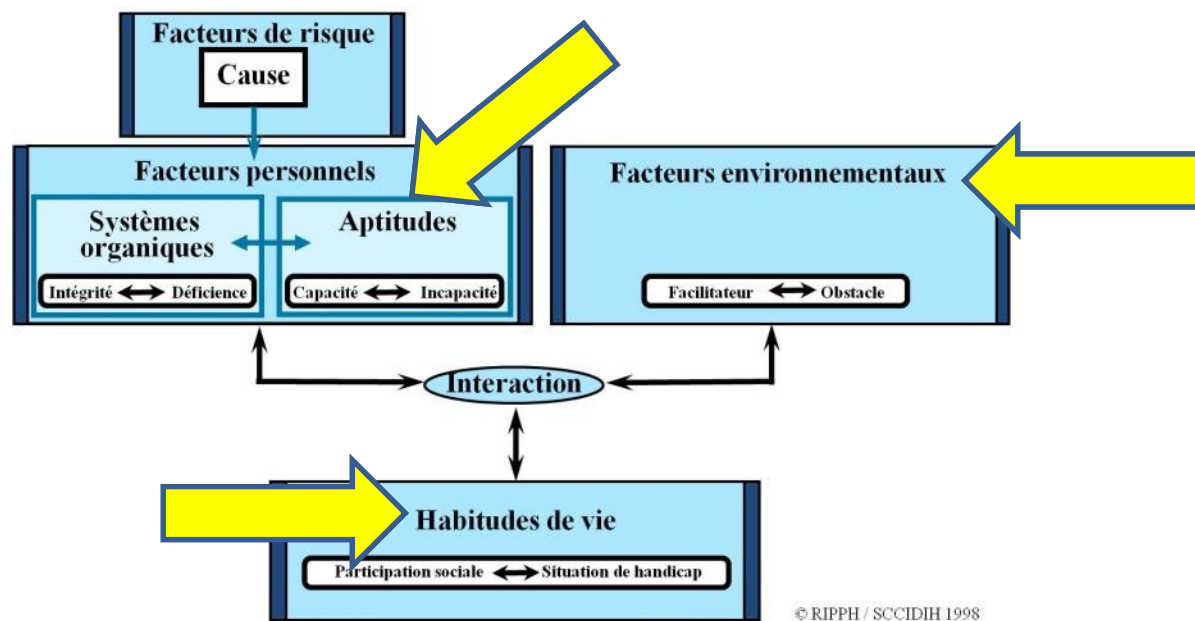 Facteurs de risque
Cause
Facteurs personnels
Systèmes
organiques
Intégrité Déficience
Aptitudes
Capacité Incapacité
Facteurs environnementaux
Facilitateur Obstacle
Interaction
Habitudes de vie
Participation sociale Situation de handicap
© RIPPH / SCCIDIH 1998